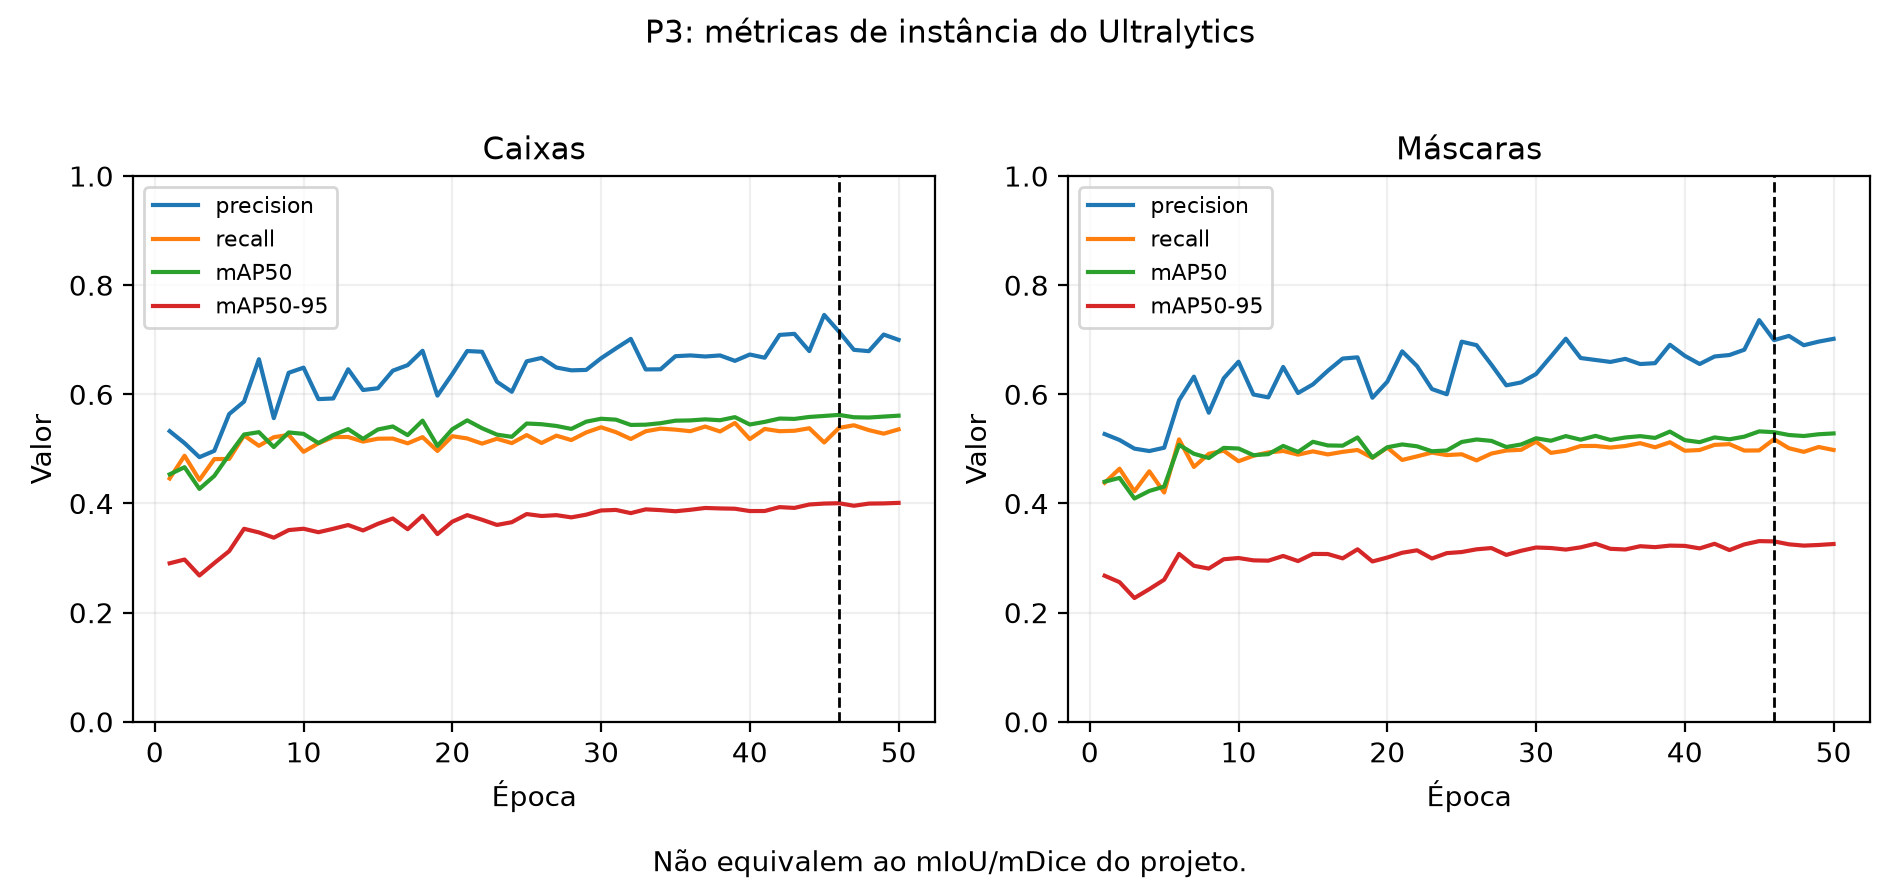 P3: métricas de instância do Ultralytics
Caixas
precision
recall
mAP50
mAP50-95
Valor
1.0
0.8
0.6
0.4
0.2
0.0
0 10 20 30 40 50
Época
Máscaras
precision
recall
mAP50
mAP50-95
Valor
1.0
0.8
0.6
0.4
0.2
0.0
0 10 20 30 40 50
Época
Não equivalem ao mIoU/mDice do projeto.